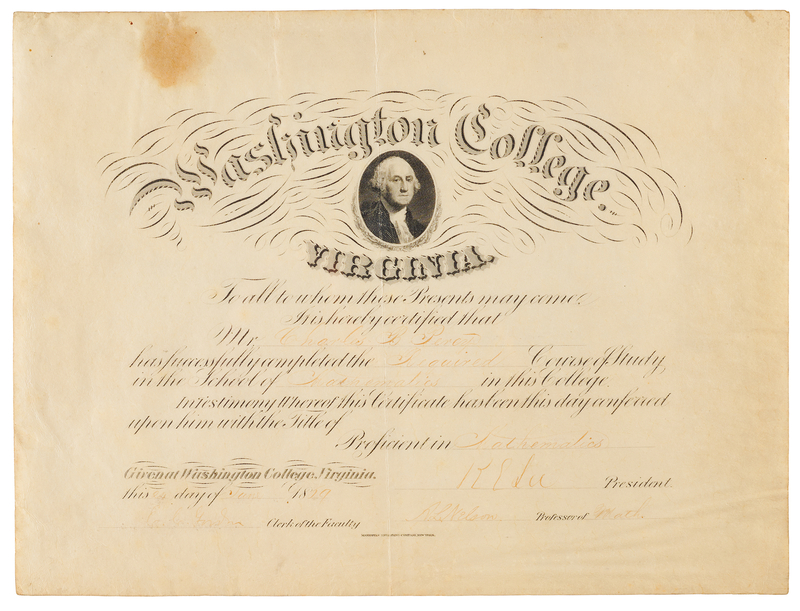 Washington College.
VIRGINIA.
To all to whom these Presents may come,
It is hereby certified that
Mr. Charles
has successfully completed the Required Course of Study,
in the School of Mathematics in this College.
In Testimony Whereof this Certificate has been this day conferred
upon him with the Title of
Proficient in Mathematics
Given at Washington College, Virginia.
R E Lee President
this day of 18
Clerk of the Faculty
Nelson Professor of Math.